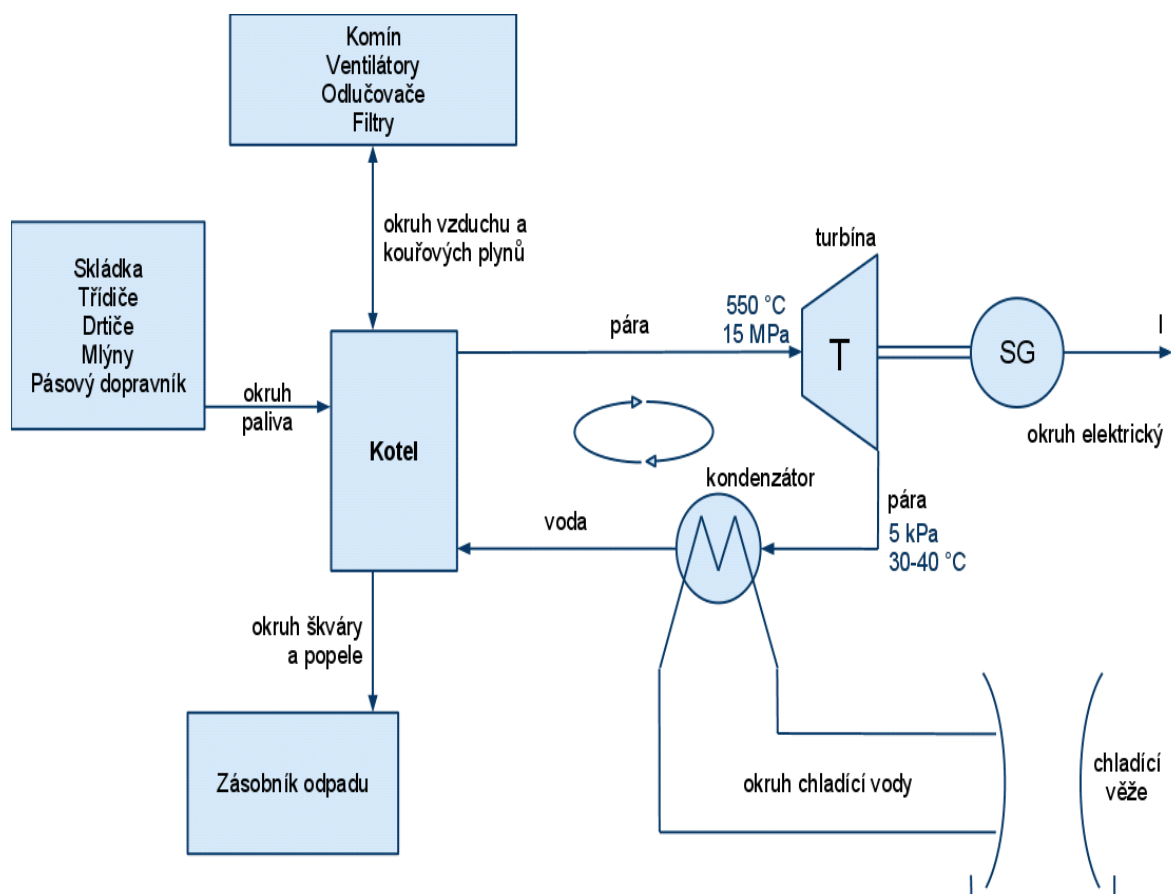 Komín
Ventilátory
Odlučovače
Filtry
okruh vzduchu a
kouřových plynů
Skládka
Třídiče
Drtiče
Mlýny
Pásový dopravník
okruh
paliva
Kotel
pára
550 °C
15 MPa
turbína
T
SG
I
okruh elektrický
kondenzátor
voda
pára
5 kPa
30-40 °C
okruh škváry
a popele
Zásobník odpadu
okruh chladící vody
chladící
věže